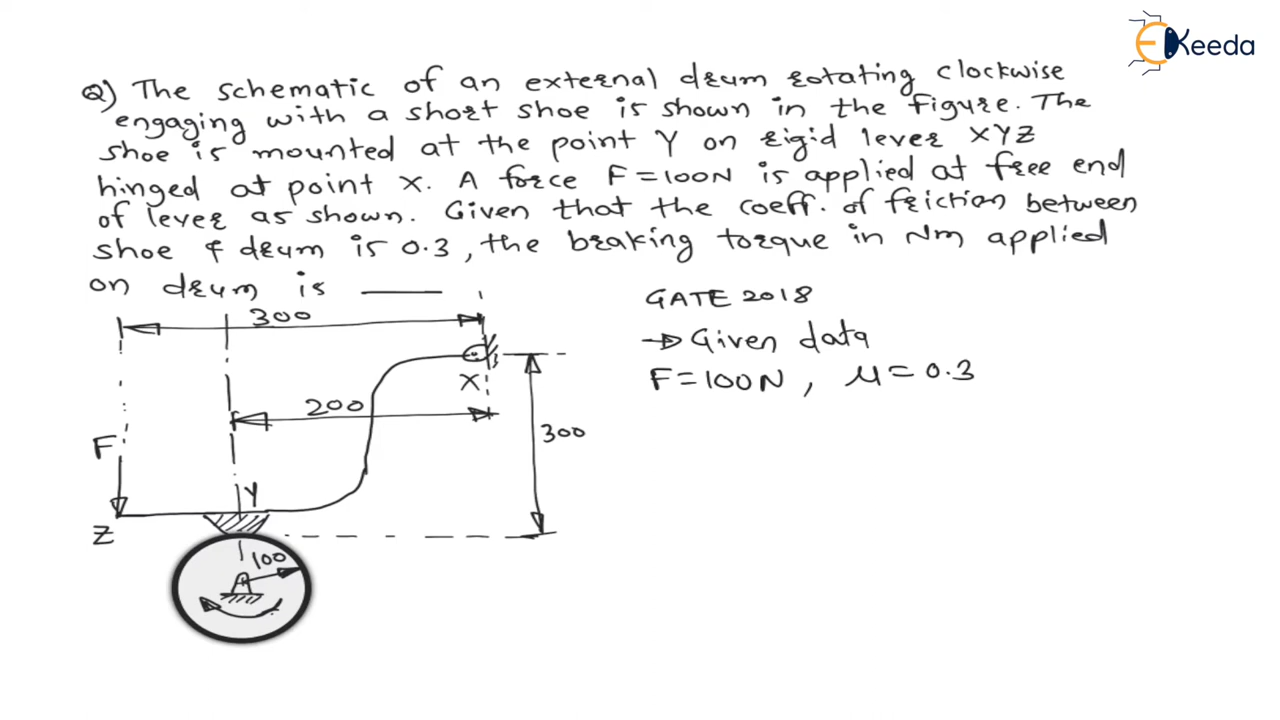 EKeeda
Q) The schematic of an external drum rotating clockwise
engaging with a short shoe is shown in the figure. The
shoe is mounted at the point Y on rigid lever XYZ
hinged at point X. A force F=100N is applied at free end
of lever as shown. Given that the coeff. of friction between
shoe & drum is 0.3, the braking torque in Nm applied
on drum is ____
GATE 2018
→ Given data
F=100N, μ=0.3
300
X
200
300
F
Y
Z
100